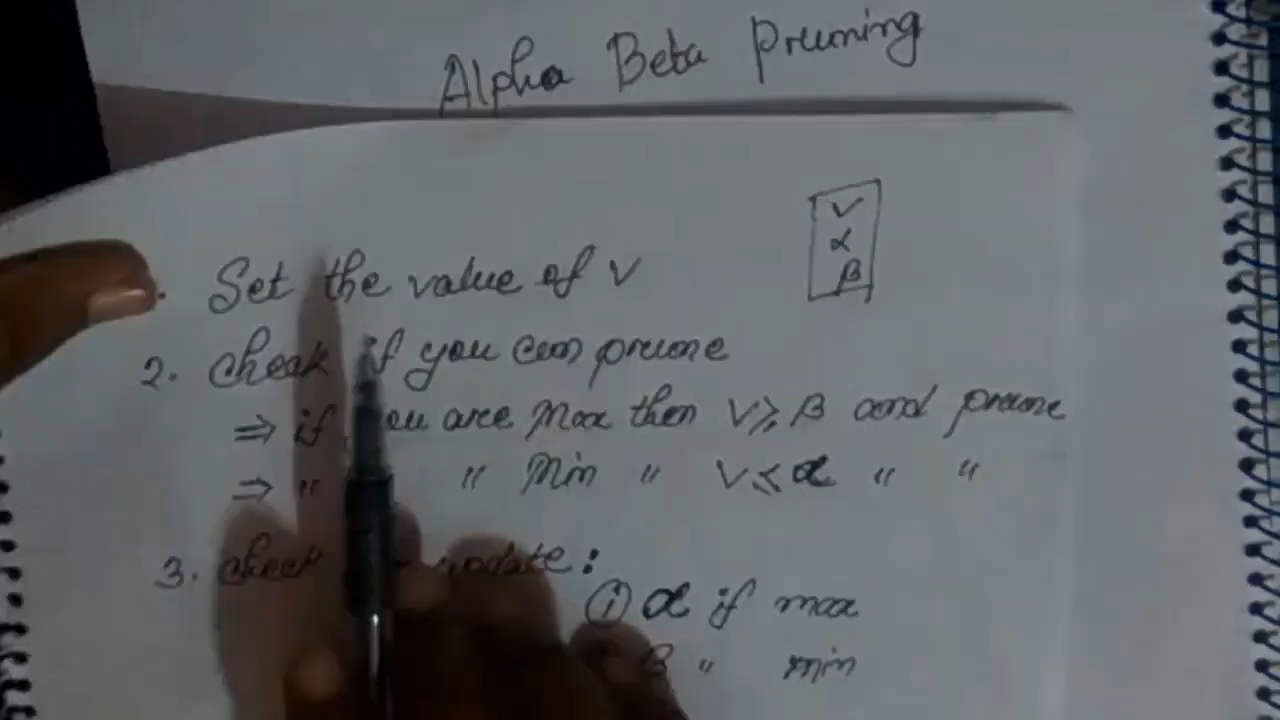 Alpha Beta Pruning
V
α
β
Set the value of V
2. check if you can prune
⇒ if you are Max then V ≥ β and prune
⇒ " " Min " V ≤ α " "
3. check update:
① α if max
β " min